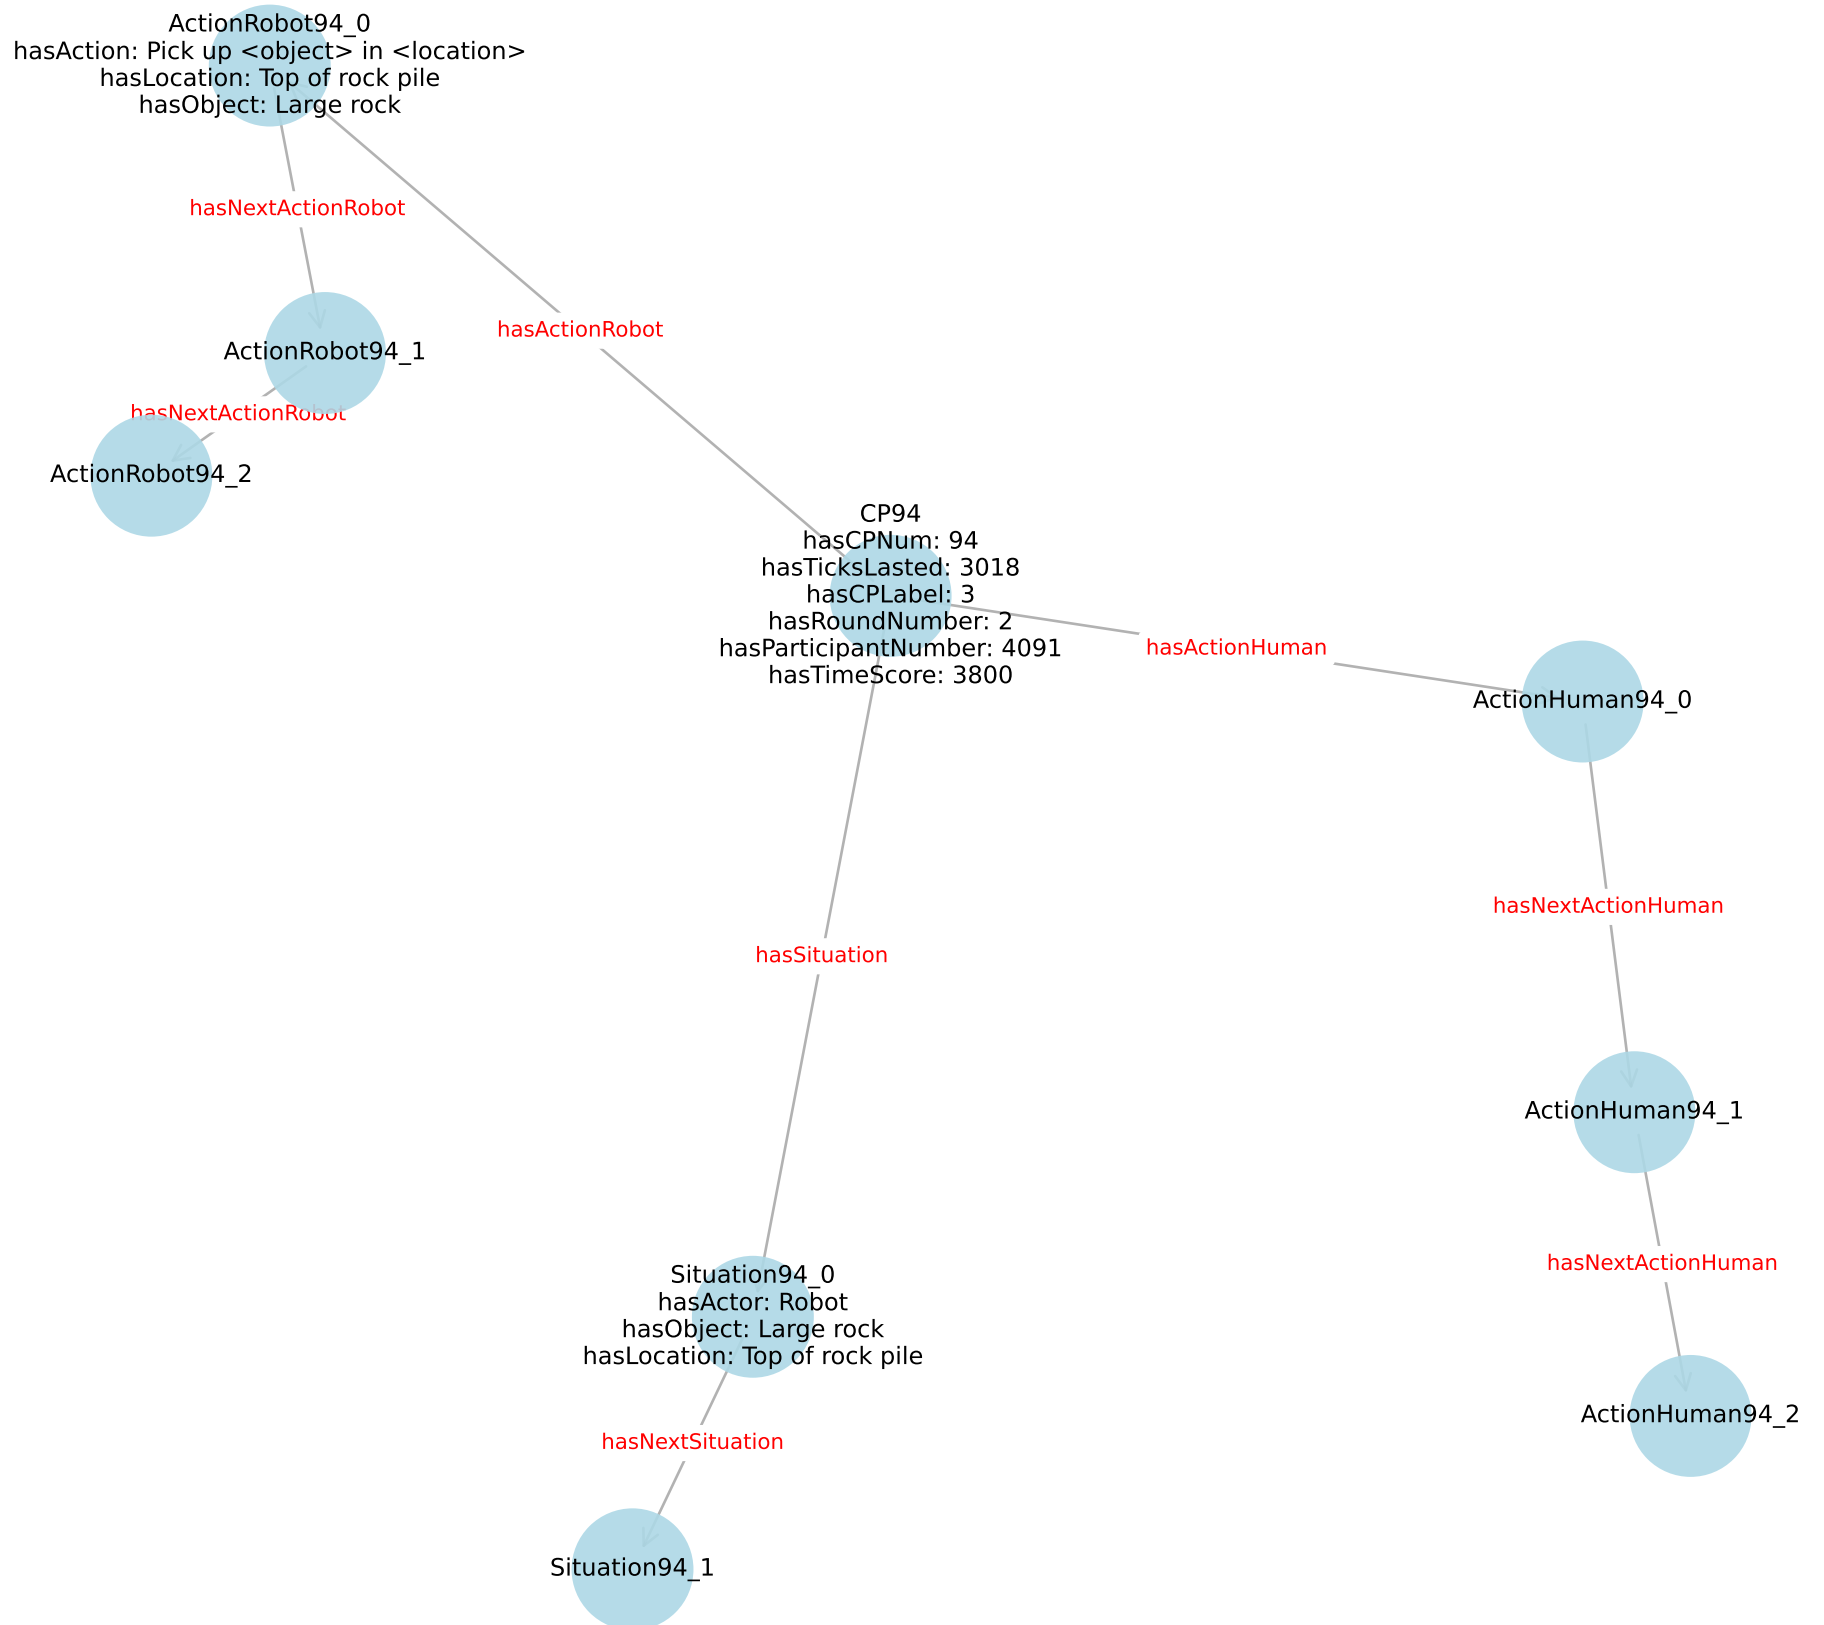 ActionRobot94_0
hasAction: Pick up <object> in <location>
hasLocation: Top of rock pile
hasObject: Large rock
hasNextActionRobot
hasActionRobot
ActionRobot94_1
hasNextActionRobot
ActionRobot94_2
CP94
hasCPNum: 94
hasTicksLasted: 3018
hasCPLabel: 3
hasRoundNumber: 2
hasParticipantNumber: 4091
hasTimeScore: 3800
hasActionHuman
ActionHuman94_0
hasNextActionHuman
hasSituation
ActionHuman94_1
hasNextActionHuman
Situation94_0
hasActor: Robot
hasObject: Large rock
hasLocation: Top of rock pile
ActionHuman94_2
hasNextSituation
Situation94_1